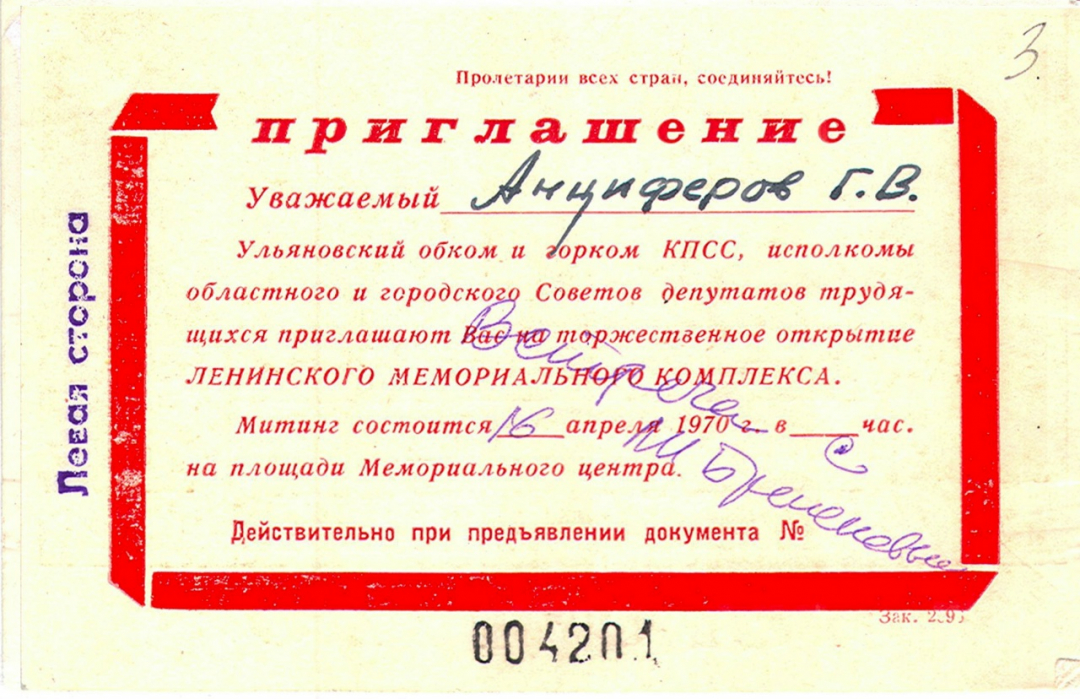 3.
Пролетарии всех стран, соединяйтесь!
приглашение
Уважаемый Анциферов Г.В.
Ульяновский обком и горком КПСС, исполкомы
областного и городского Советов депутатов трудя-
щихся приглашают Вас на торжественное открытие
ЛЕНИНСКОГО МЕМОРИАЛЬНОГО КОМПЛЕКСА.
Митинг состоится 16 апреля 1970 г. в час.
на площади Мемориального центра.
Действительно при предъявлении документа №
Встреча с
Брежневым
Левая сторона
Зак.
004201